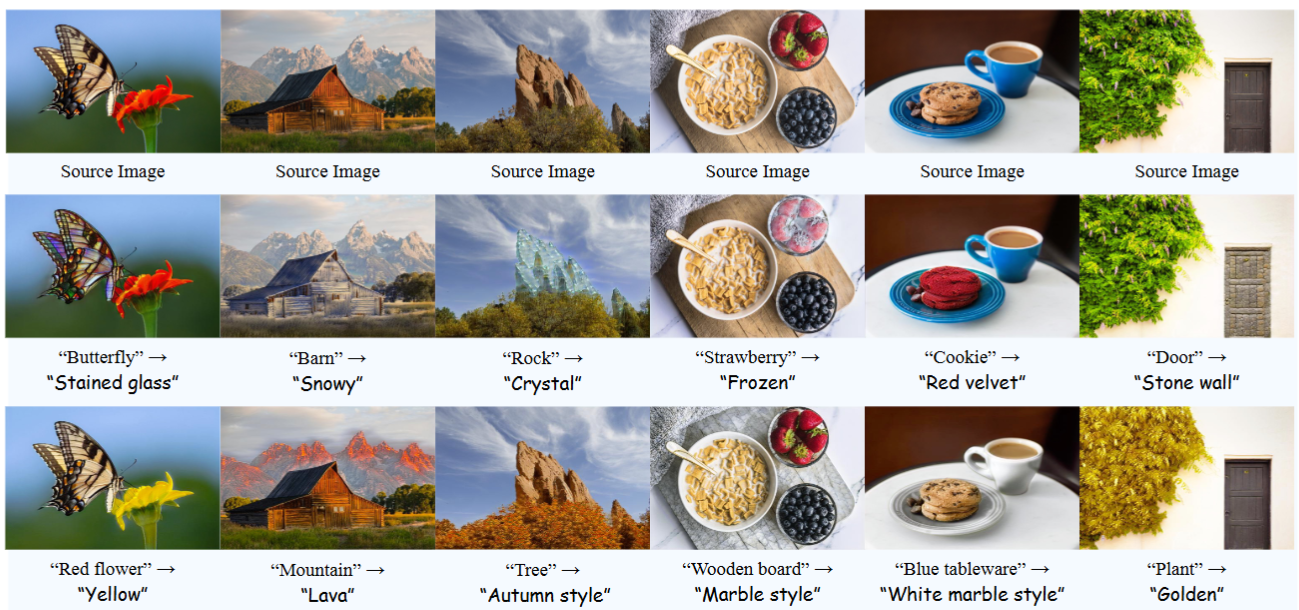 Source Image
Source Image
Source Image
Source Image
Source Image
Source Image
“Butterfly” →
“Stained glass”
“Barn” →
“Snowy”
“Rock” →
“Crystal”
“Strawberry” →
“Frozen”
“Cookie” →
“Red velvet”
“Door” →
“Stone wall”
“Red flower” →
“Yellow”
“Mountain” →
“Lava”
“Tree” →
“Autumn style”
“Wooden board” →
“Marble style”
“Blue tableware” →
“White marble style”
“Plant” →
“Golden”